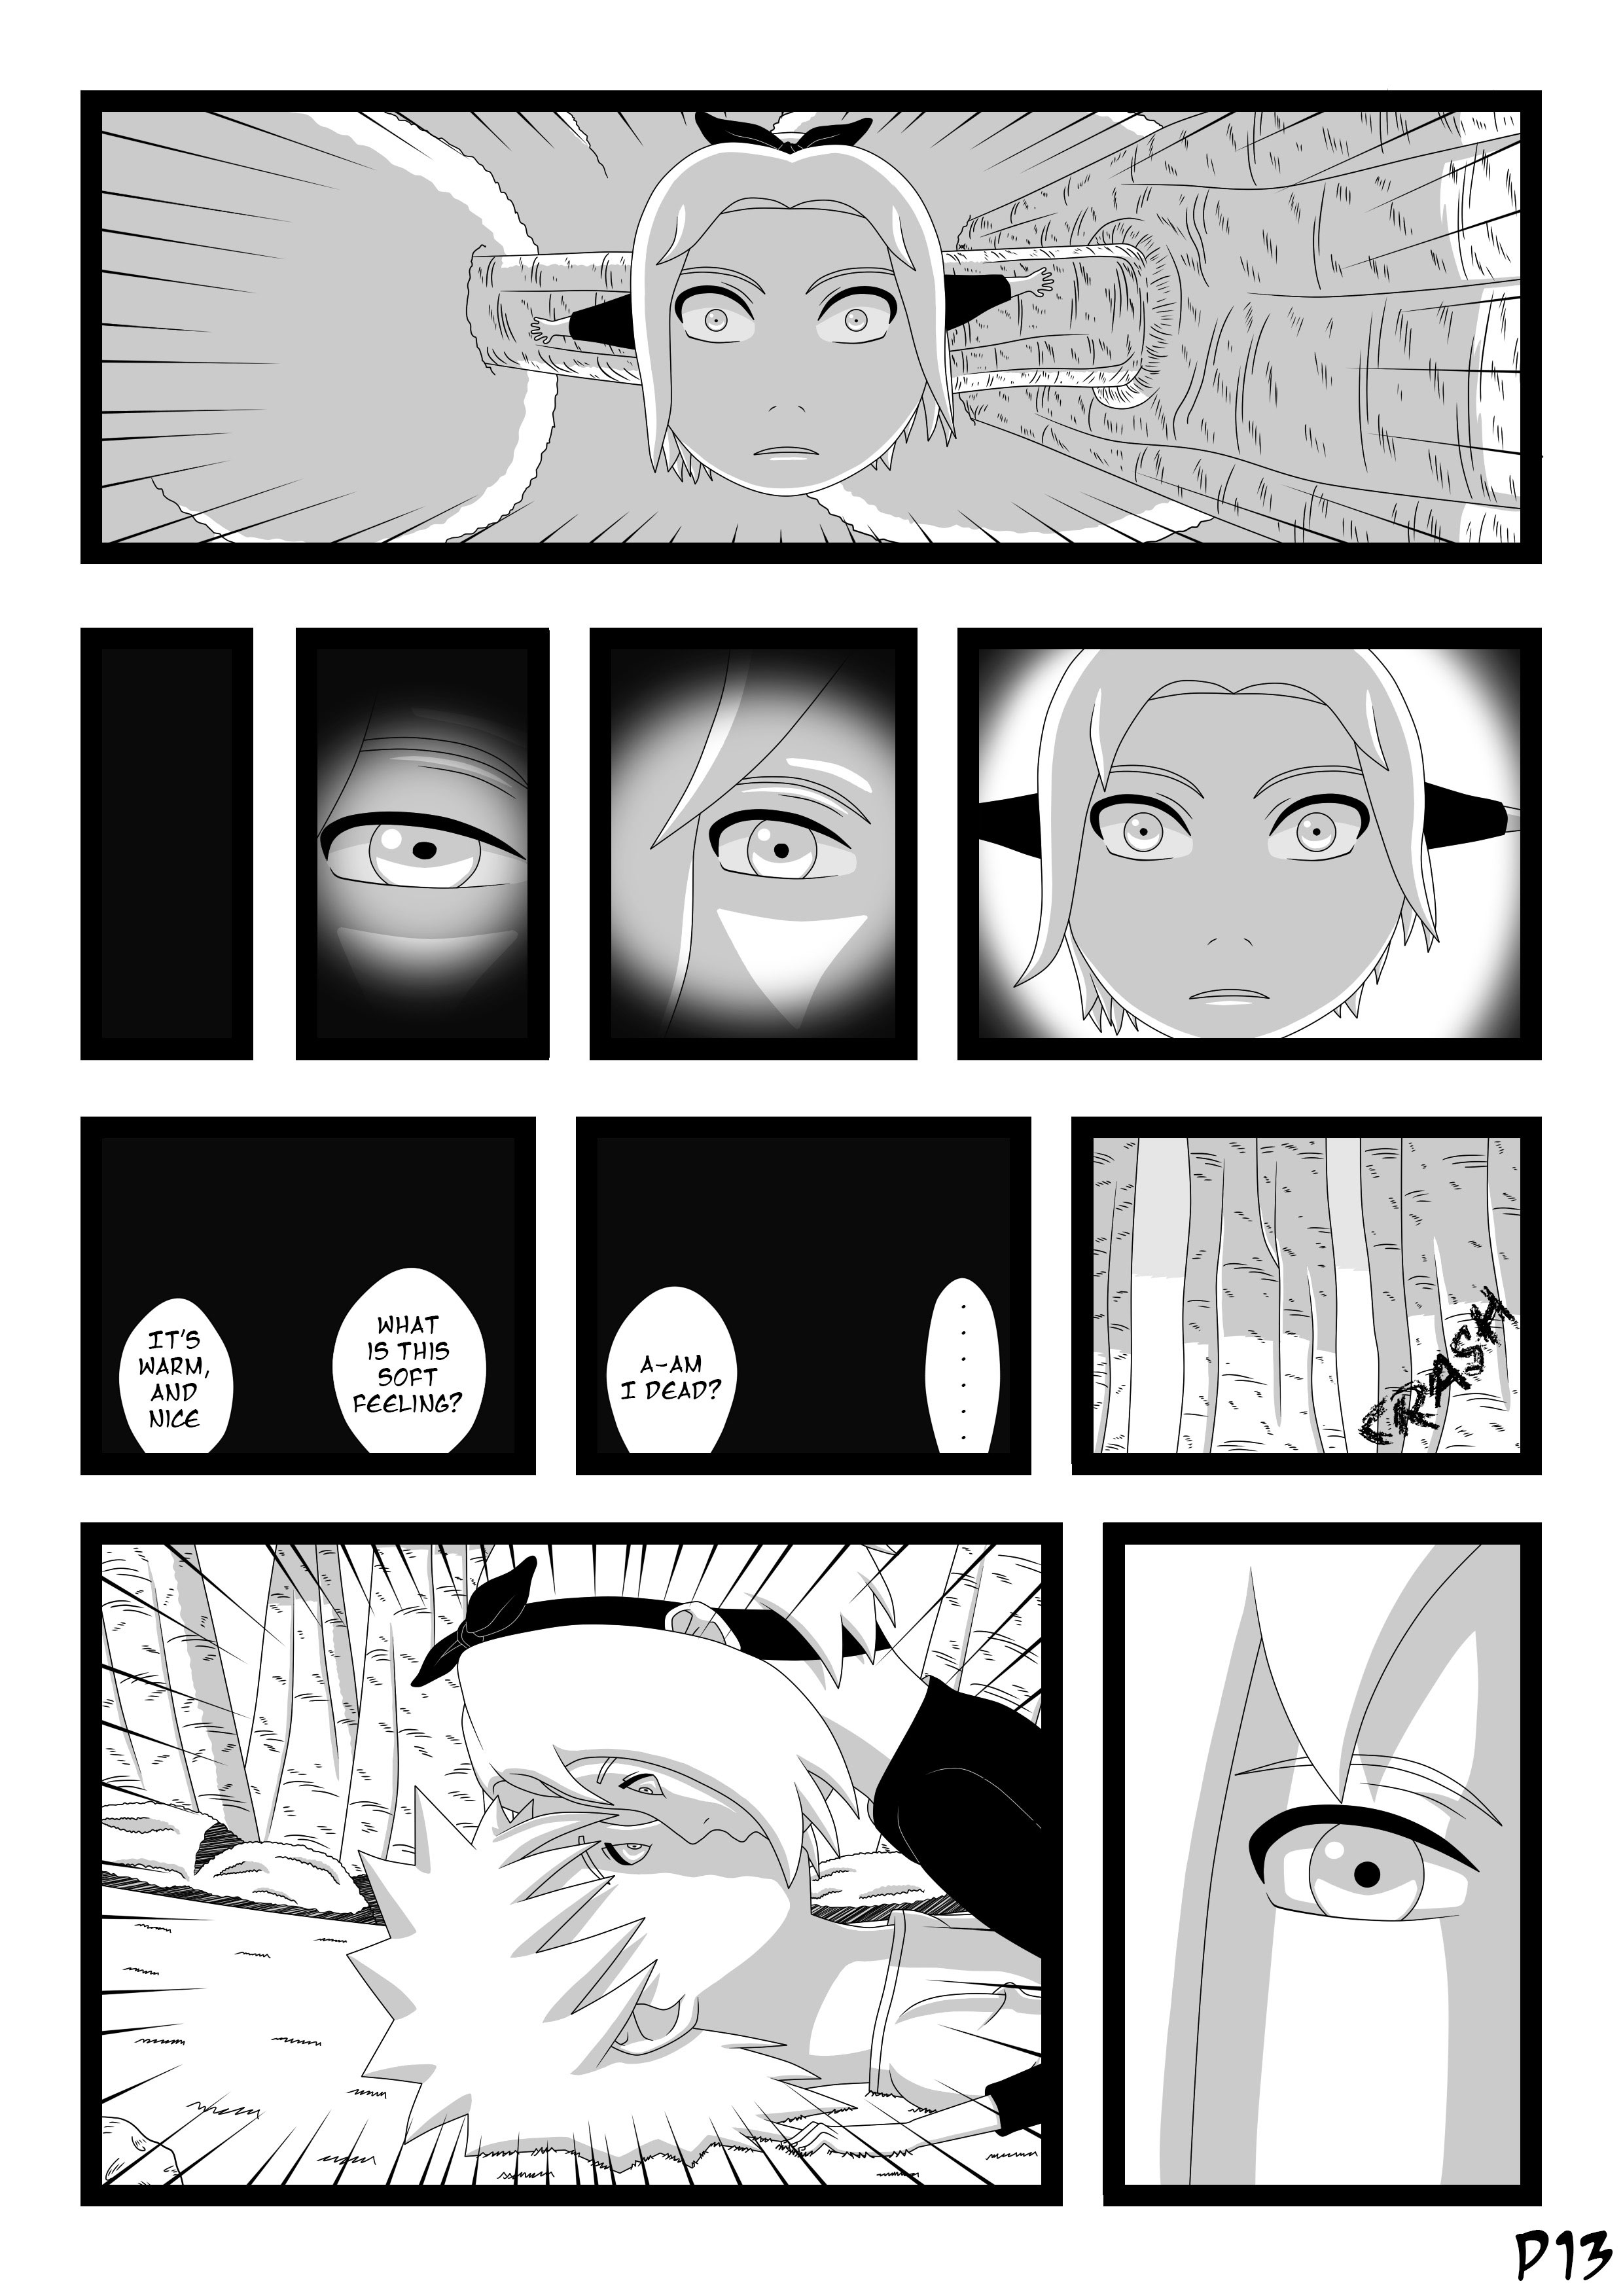 CRASH
......
A-AM
I DEAD?
WHAT
IS THIS
SOFT
FEELING?
IT'S
WARM,
AND
NICE
P13